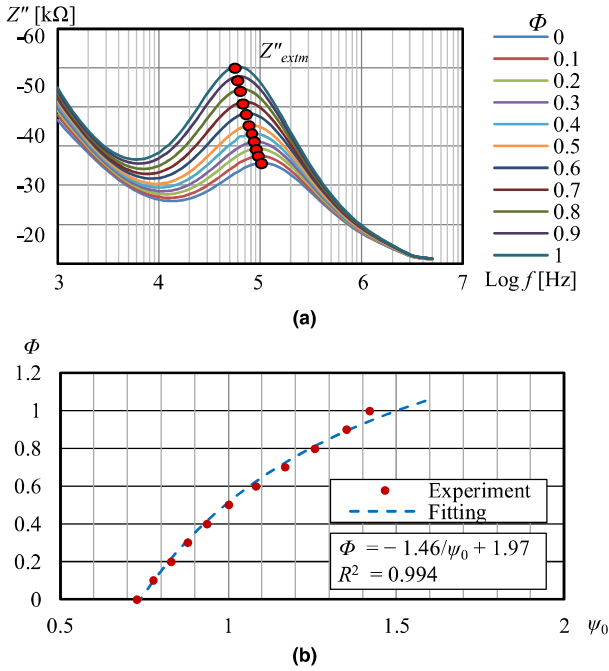 Z″ [kΩ]
-60
-50
-40
-30
-20
Z″extm
3 4 5 6 7
Log f [Hz]
Φ
0
0.1
0.2
0.3
0.4
0.5
0.6
0.7
0.8
0.9
1
(a)
Φ
1.2
1
0.8
0.6
0.4
0.2
0
Experiment
Fitting
Φ = − 1.46/ψ0 + 1.97
R2 = 0.994
0.5 1 1.5 2 ψ0
(b)